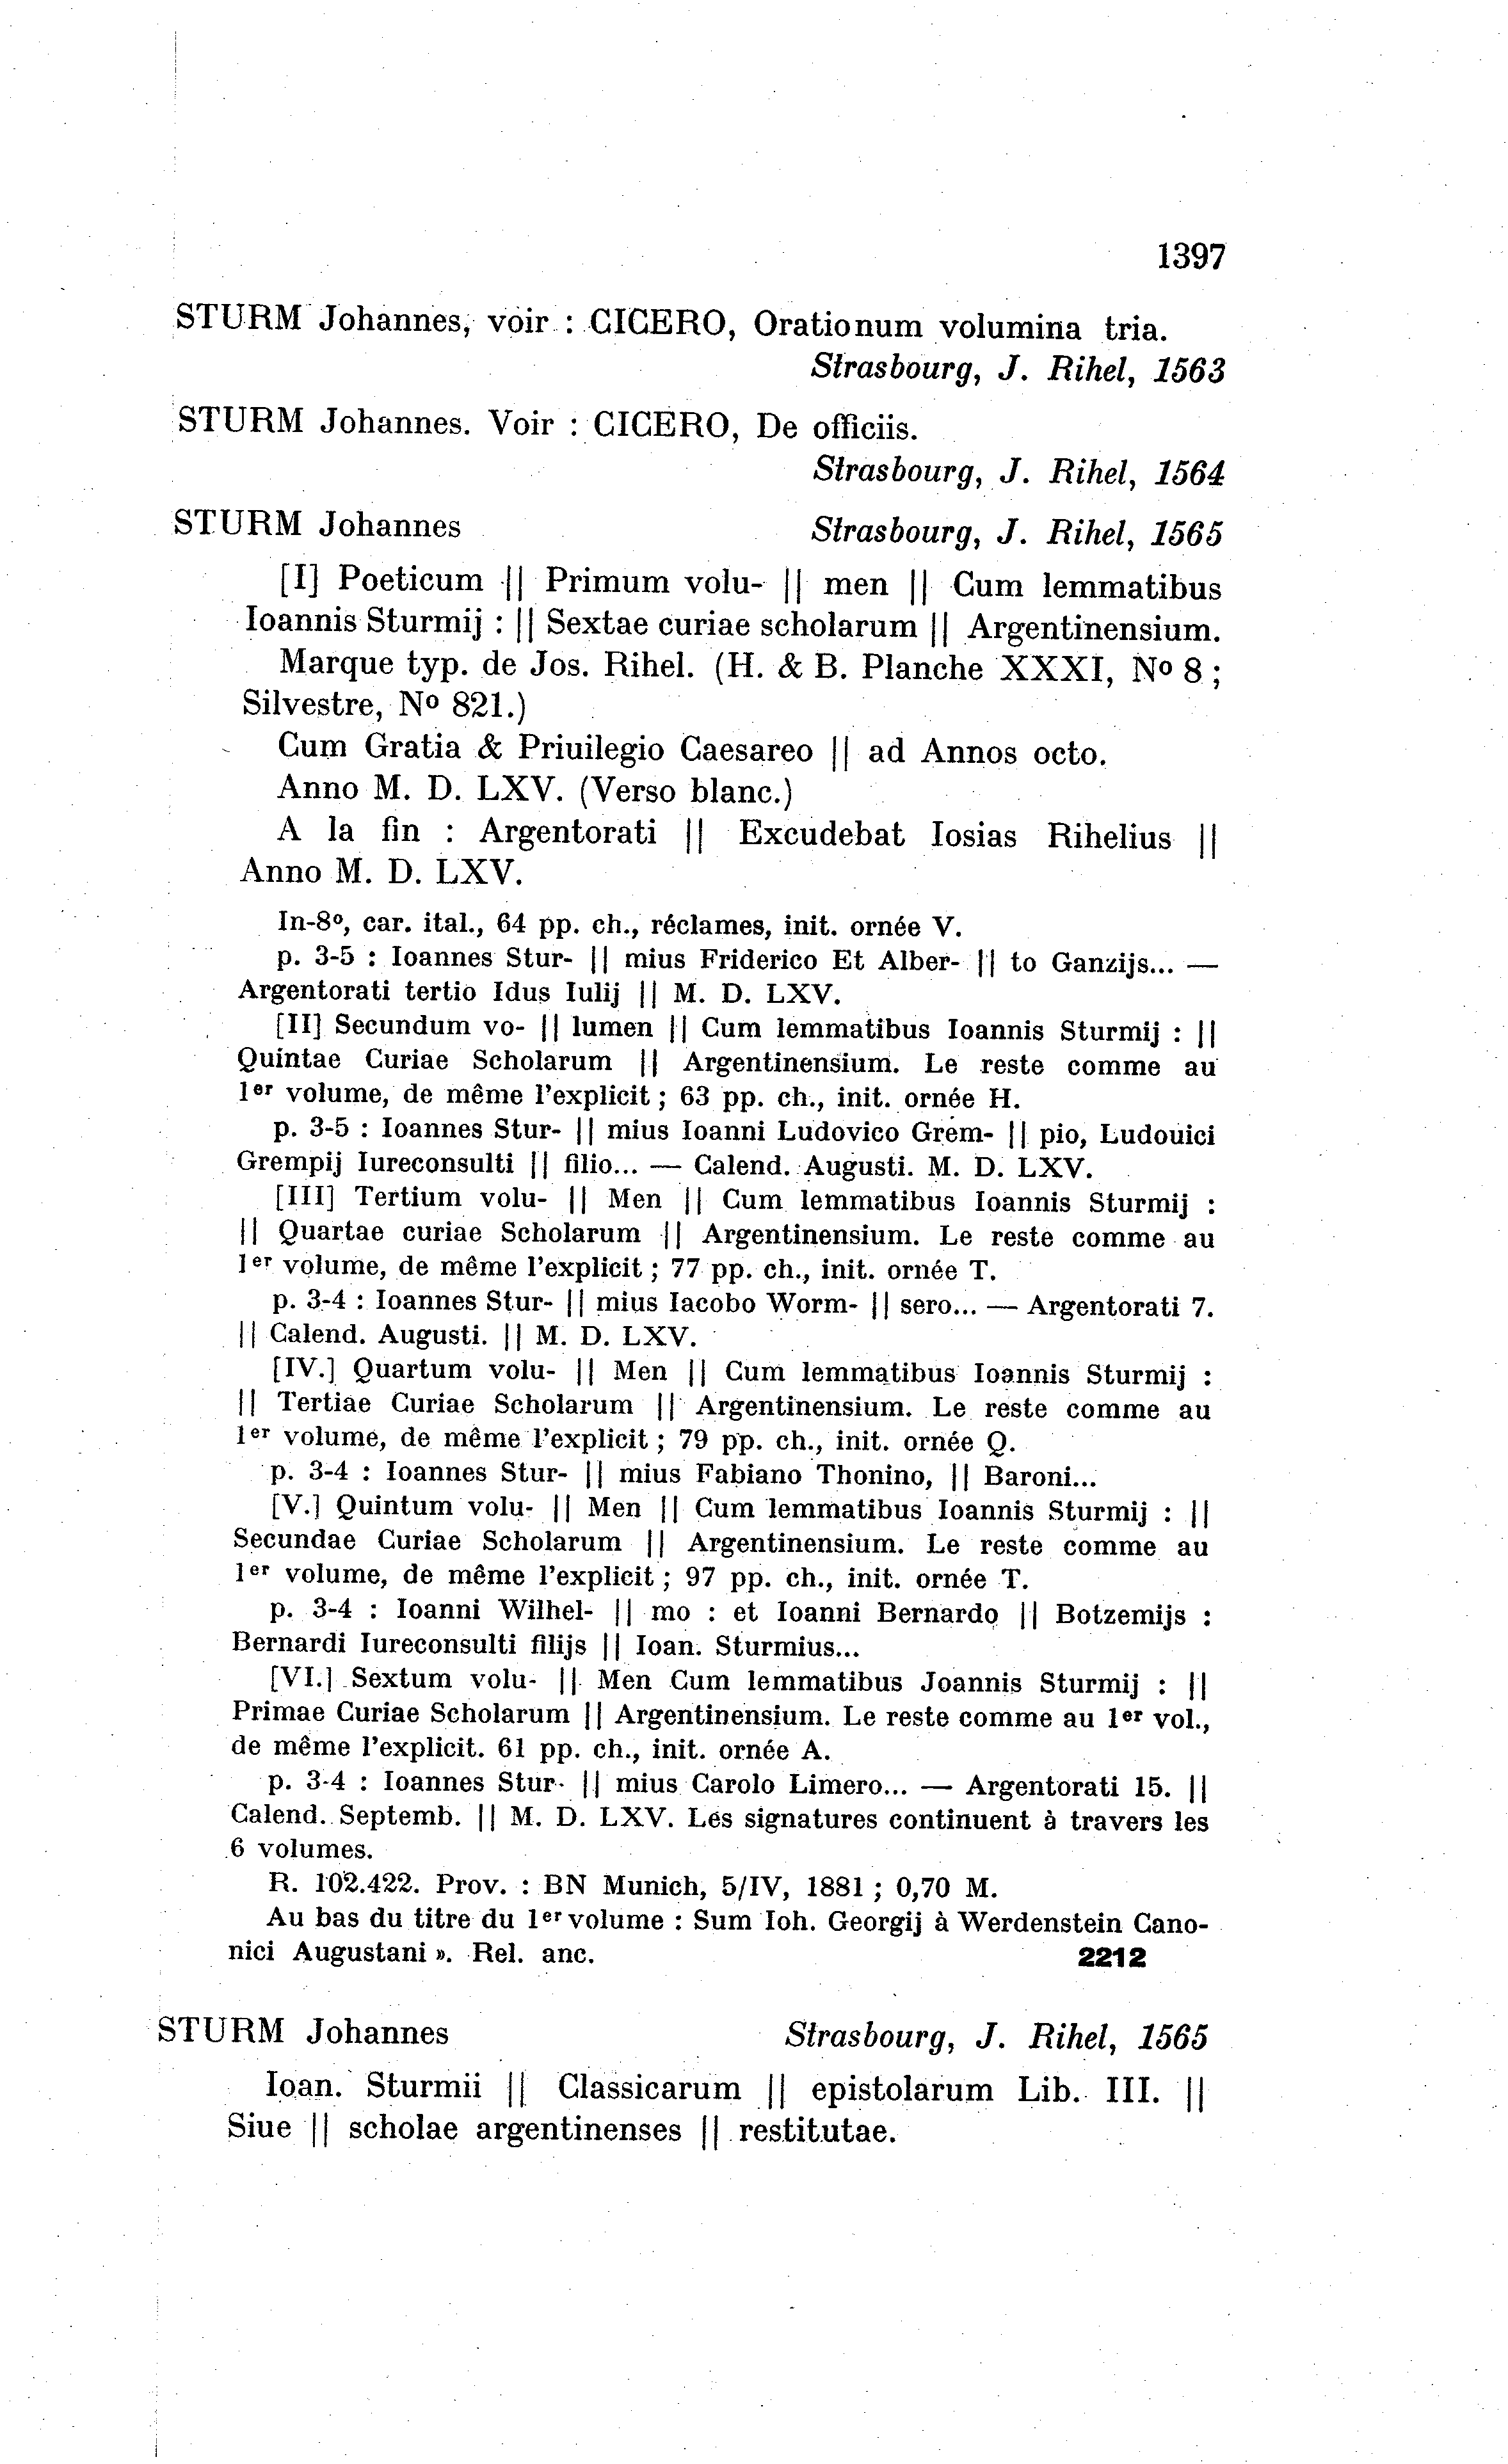 1397
STURM Johannes, voir : CICERO, Orationum volumina tria.
Strasbourg, J. Rihel, 1563
STURM Johannes. Voir : CICERO, De officiis.
Strasbourg, J. Rihel, 1564
STURM Johannes Strasbourg, J. Rihel, 1565
[I] Poeticum || Primum volu- || men || Cum lemmatibus
Ioannis Sturmij : || Sextae curiae scholarum || Argentinensium.
Marque typ. de Jos. Rihel. (H. & B. Planche XXXI, Nº 8 ;
Silvestre, Nº 821.)
Cum Gratia & Priuilegio Caesareo || ad Annos octo.
Anno M. D. LXV. (Verso blanc.)
A la fin : Argentorati || Excudebat Iosias Rihelius ||
Anno M. D. LXV.
In-8º, car. ital., 64 pp. ch., réclames, init. ornée V.
p. 3-5 : Ioannes Stur- || mius Friderico Et Alber- || to Ganzijs... —
Argentorati tertio Idus Iulij || M. D. LXV.
[II] Secundum vo- || lumen || Cum lemmatibus Ioannis Sturmij : ||
Quintae Curiae Scholarum || Argentinensium. Le reste comme au
1er volume, de même l'explicit ; 63 pp. ch., init. ornée H.
p. 3-5 : Ioannes Stur- || mius Ioanni Ludovico Grem- || pio, Ludouici
Grempij Iureconsulti || filio... — Calend. Augusti. M. D. LXV.
[III] Tertium volu- || Men || Cum lemmatibus Ioannis Sturmij :
|| Quartae curiae Scholarum || Argentinensium. Le reste comme au
1er volume, de même l'explicit ; 77 pp. ch., init. ornée T.
p. 3-4 : Ioannes Stur- || mius Iacobo Worm- || sero... — Argentorati 7.
|| Calend. Augusti. || M. D. LXV.
[IV.] Quartum volu- || Men || Cum lemmatibus Ioannis Sturmij :
|| Tertiae Curiae Scholarum || Argentinensium. Le reste comme au
1er volume, de même l'explicit ; 79 pp. ch., init. ornée Q.
p. 3-4 : Ioannes Stur- || mius Fabiano Thonino, || Baroni...
[V.] Quintum volu- || Men || Cum lemmatibus Ioannis Sturmij : ||
Secundae Curiae Scholarum || Argentinensium. Le reste comme au
1er volume, de même l'explicit ; 97 pp. ch., init. ornée T.
p. 3-4 : Ioanni Wilhel- || mo : et Ioanni Bernardo || Botzemijs :
Bernardi Iureconsulti filijs || Ioan. Sturmius...
[VI.] Sextum volu- || Men Cum lemmatibus Joannis Sturmij : ||
Primae Curiae Scholarum || Argentinensium. Le reste comme au 1er vol.,
de même l'explicit. 61 pp. ch., init. ornée A.
p. 3-4 : Ioannes Stur- || mius Carolo Limero... — Argentorati 15. ||
Calend. Septemb. || M. D. LXV. Les signatures continuent à travers les
6 volumes.
R. 102.422. Prov. : BN Munich, 5/IV, 1881 ; 0,70 M.
Au bas du titre du 1er volume : Sum Ioh. Georgij à Werdenstein Cano-
nici Augustani ». Rel. anc. 2212
STURM Johannes Strasbourg, J. Rihel, 1565
Ioan. Sturmii || Classicarum || epistolarum Lib. III. ||
Siue || scholae argentinenses || restitutae.